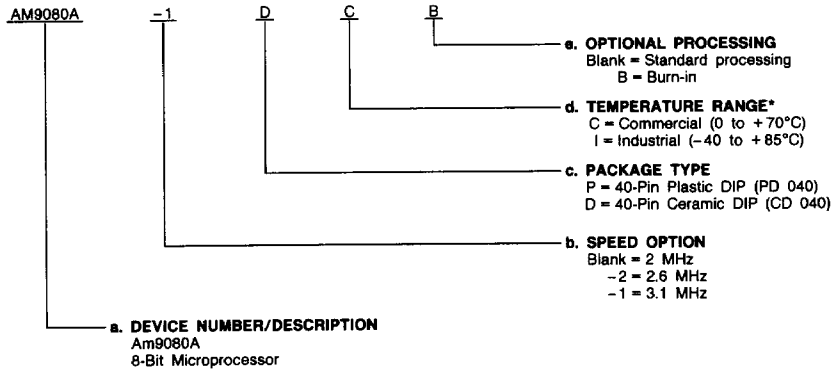 AM9080A -1 D C B
e. OPTIONAL PROCESSING
Blank = Standard processing
B = Burn-in
d. TEMPERATURE RANGE*
C = Commercial (0 to +70°C)
I = Industrial (-40 to +85°C)
c. PACKAGE TYPE
P = 40-Pin Plastic DIP (PD 040)
D = 40-Pin Ceramic DIP (CD 040)
b. SPEED OPTION
Blank = 2 MHz
-2 = 2.6 MHz
-1 = 3.1 MHz
a. DEVICE NUMBER/DESCRIPTION
Am9080A
8-Bit Microprocessor